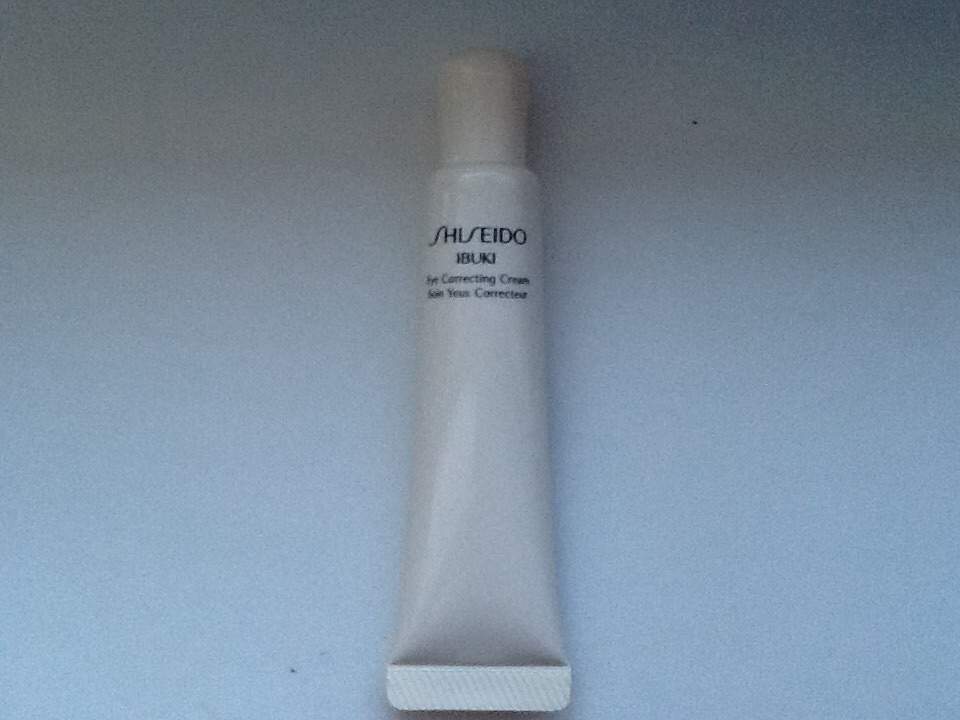 SHISEIDO
IBUKI
Eye Correcting Cream
Soin Yeux Correcteur